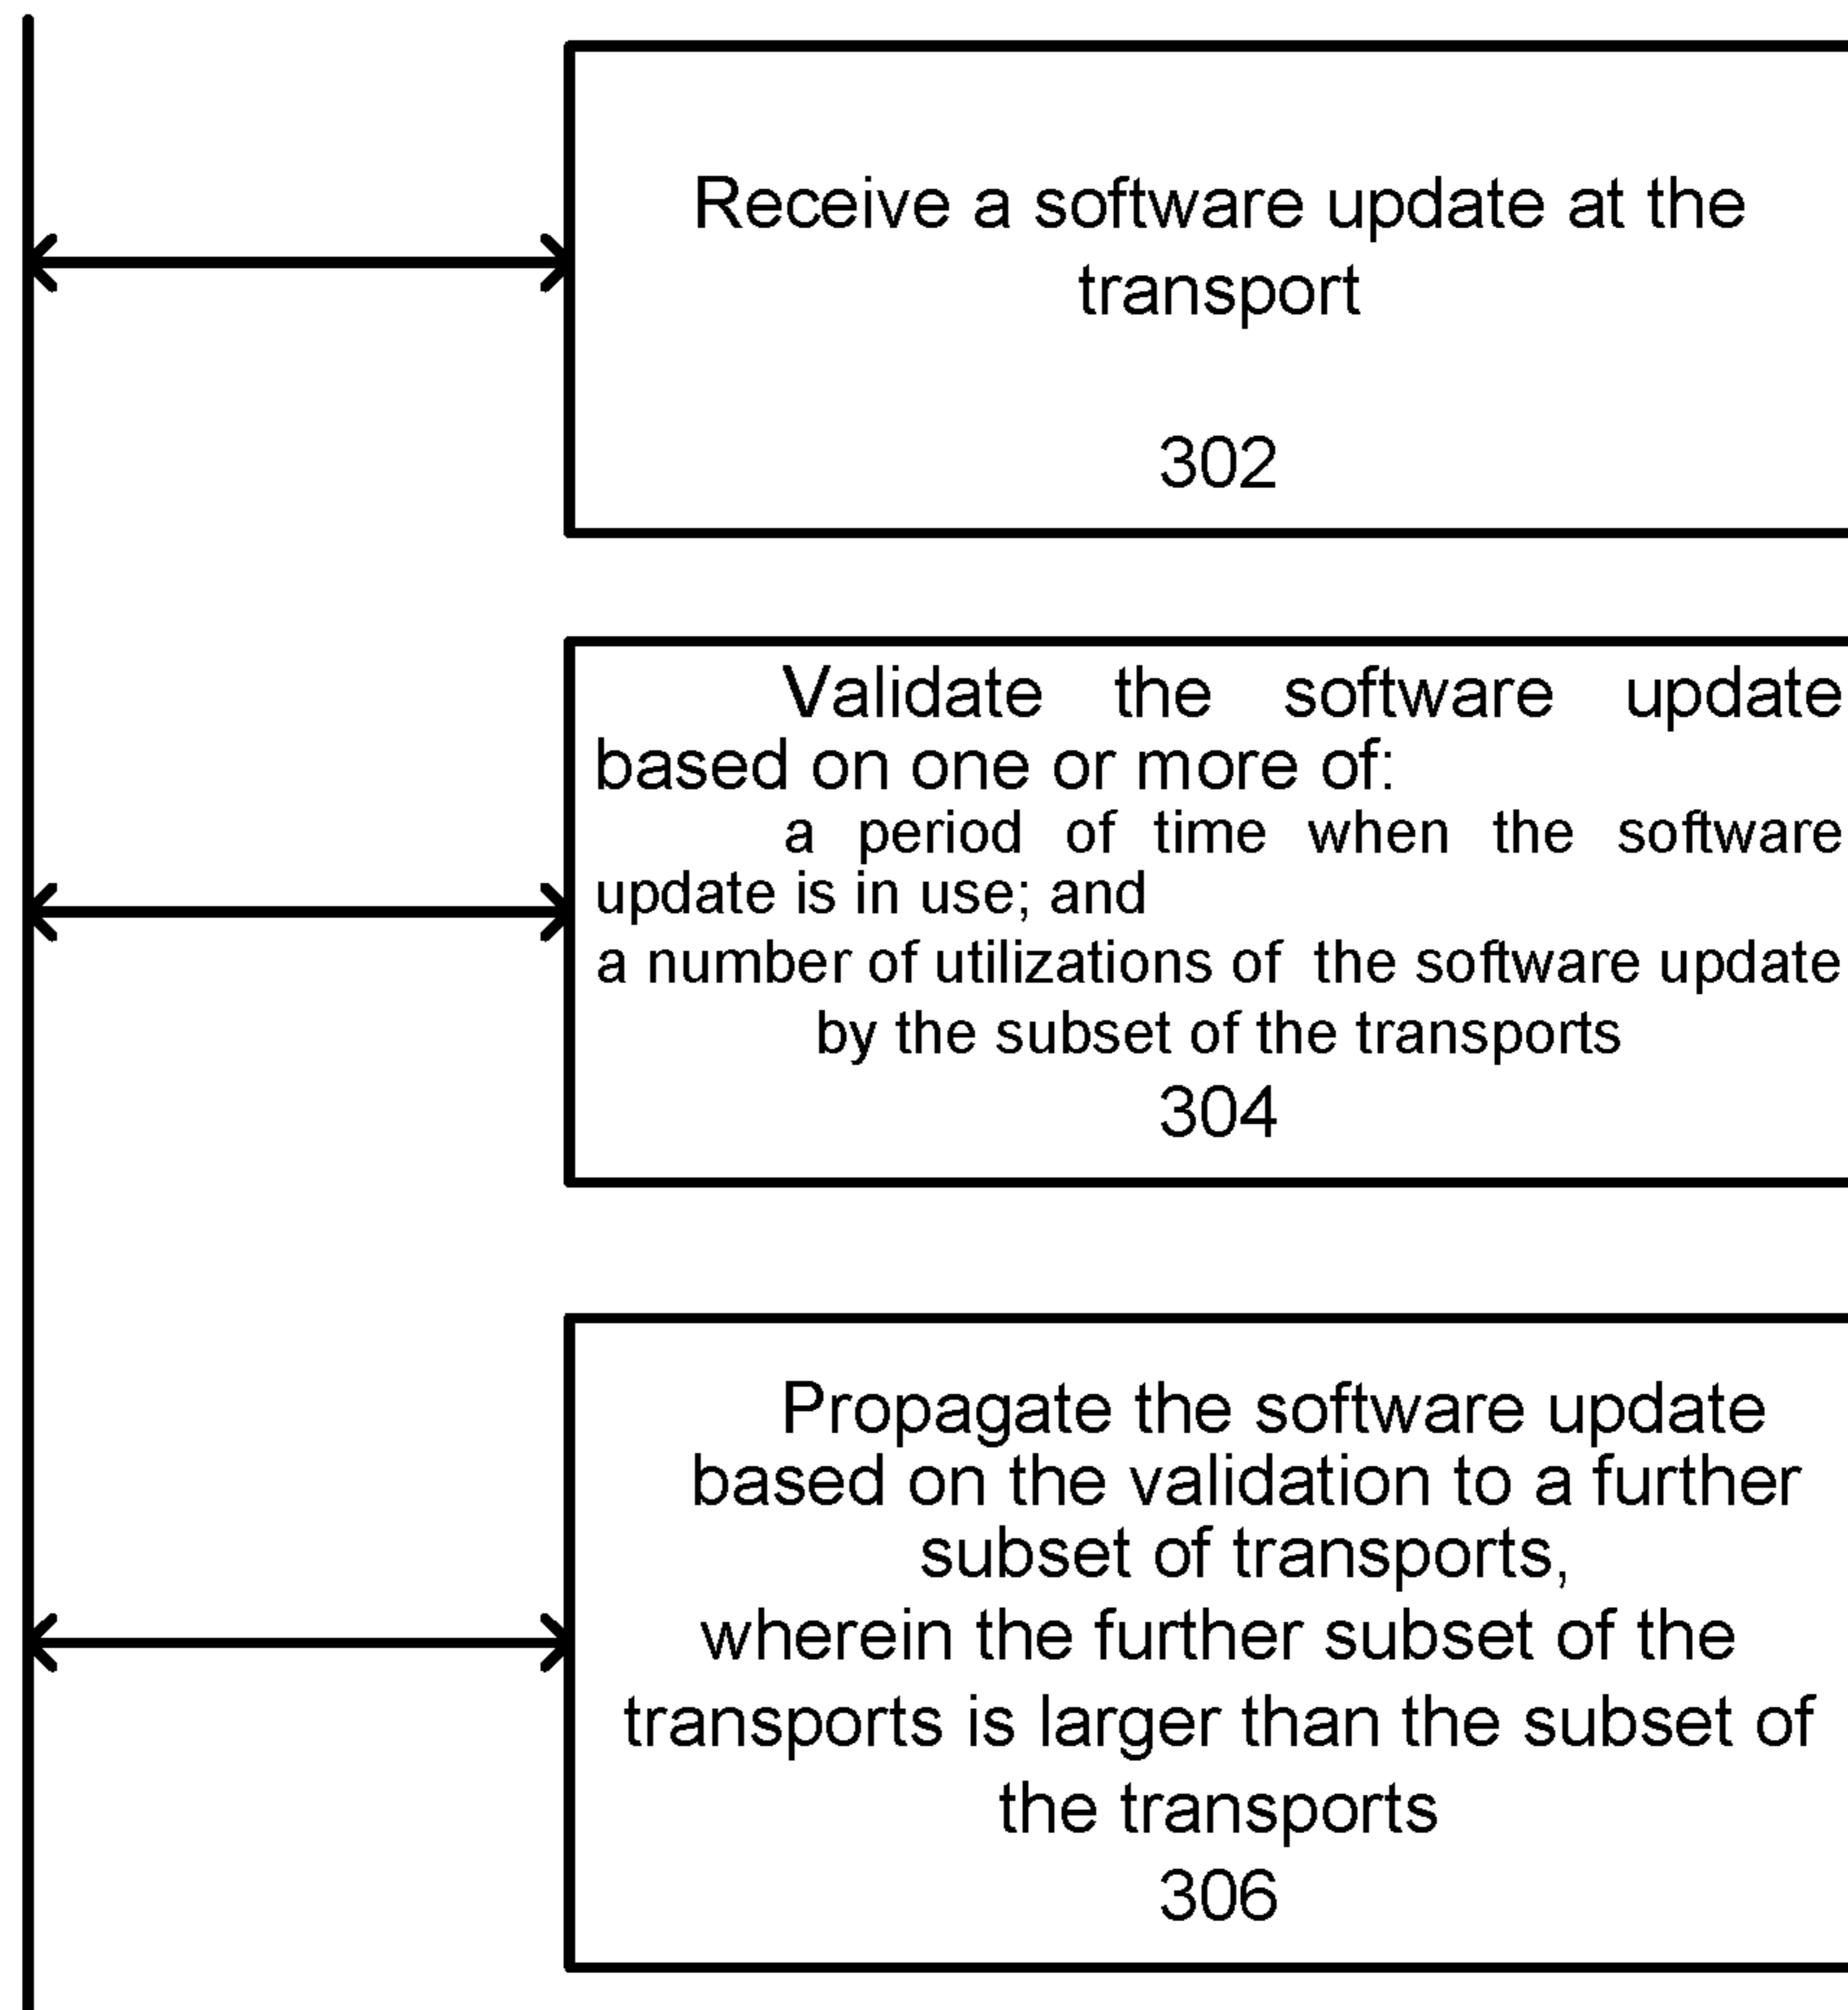 Receive a software update at the
transport
302
Validate the software update
based on one or more of:
a period of time when the software
update is in use; and
a number of utilizations of the software update
by the subset of the transports
304
Propagate the software update
based on the validation to a further
subset of transports,
wherein the further subset of the
transports is larger than the subset of
the transports
306